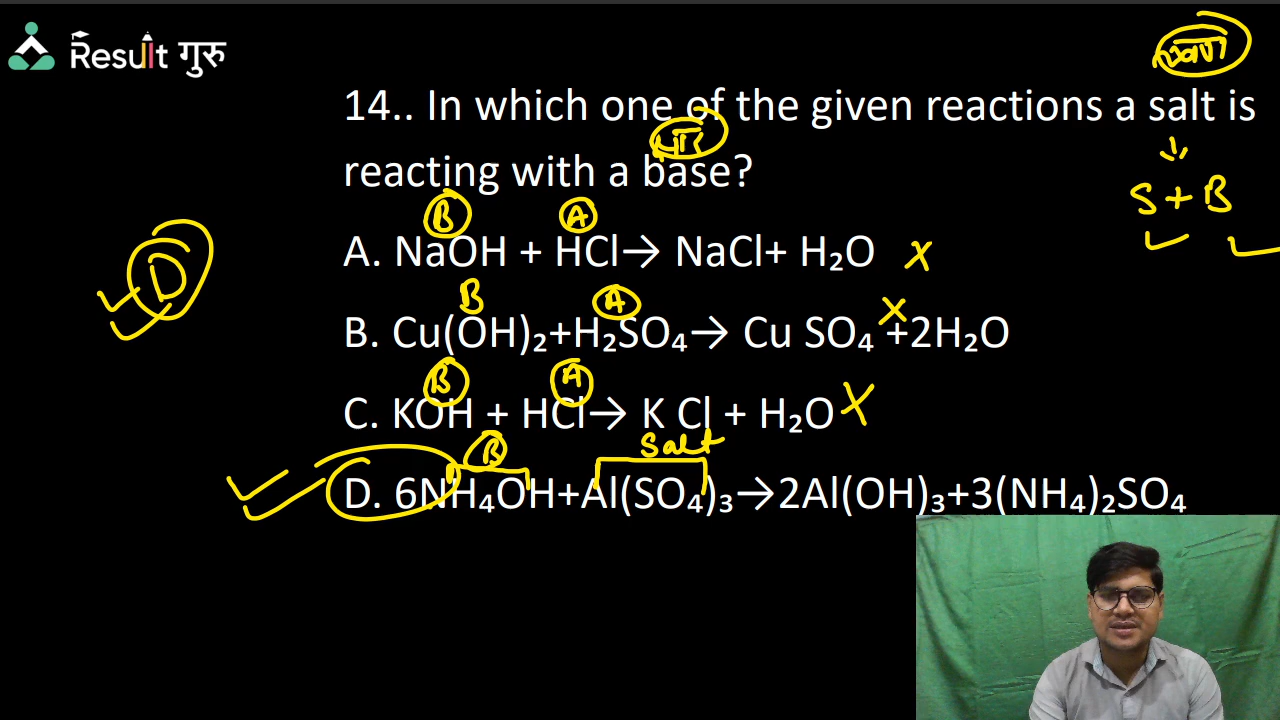 Result गुरु
लवण
14.. In which one of the given reactions a salt is
क्षार
reacting with a base?
S + B
B A
A. NaOH + HCl→ NaCl+ H₂O x
B A
B. Cu(OH)₂+H₂SO₄→ Cu SO₄ +2H₂O x
B A
C. KOH + HCl→ K Cl + H₂O X
B Salt
D. 6NH₄OH+Al(SO₄)₃→2Al(OH)₃+3(NH₄)₂SO₄
D